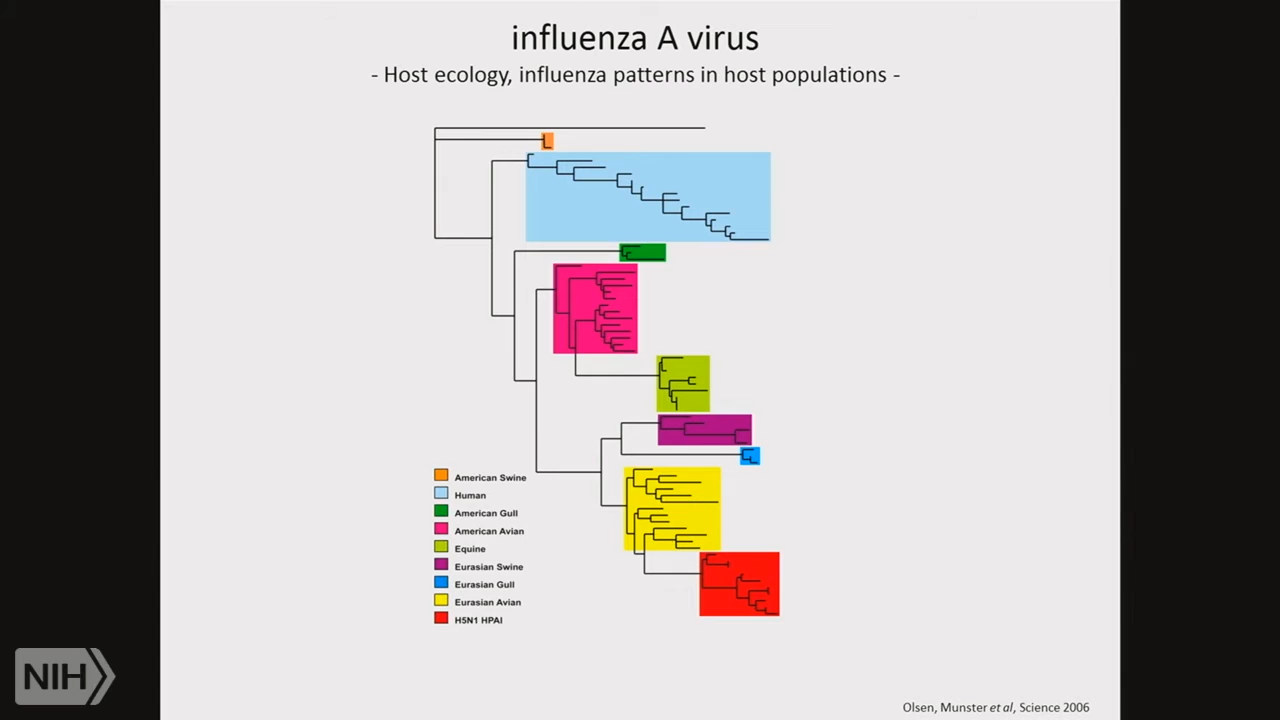 influenza A virus
- Host ecology, influenza patterns in host populations -
American Swine
Human
American Gull
American Avian
Equine
Eurasian Swine
Eurasian Gull
Eurasian Avian
H5N1 HPAI
NIH
Olsen, Munster et al, Science 2006